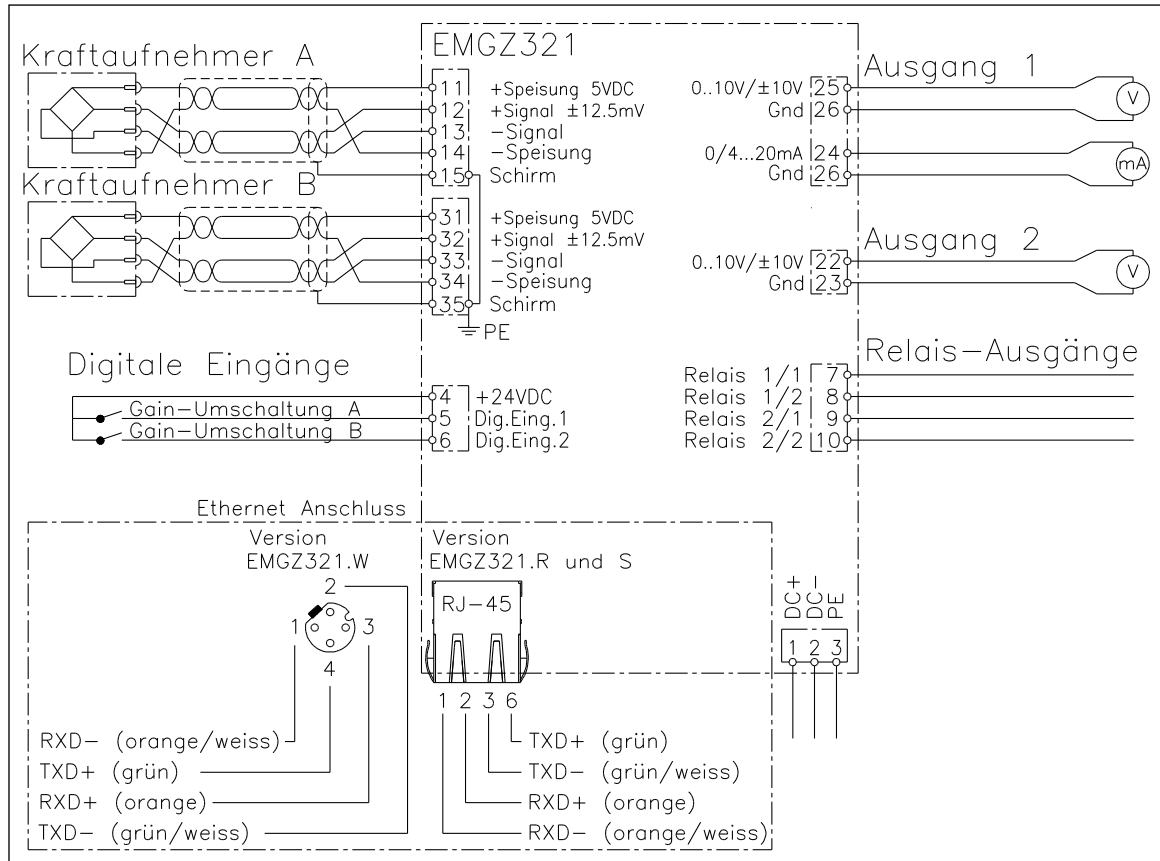 EMGZ321
Kraftaufnehmer A
11 +Speisung 5VDC
12 +Signal ±12.5mV
13 -Signal
14 -Speisung
15 Schirm
Kraftaufnehmer B
31 +Speisung 5VDC
32 +Signal ±12.5mV
33 -Signal
34 -Speisung
35 Schirm
PE
Ausgang 1
0..10V/±10V 25
Gnd 26
V
0/4...20mA 24
Gnd 26
mA
Ausgang 2
0..10V/±10V 22
Gnd 23
V
Digitale Eingänge
4 +24VDC
Gain-Umschaltung A 5 Dig.Eing.1
Gain-Umschaltung B 6 Dig.Eing.2
Relais-Ausgänge
Relais 1/1 7
Relais 1/2 8
Relais 2/1 9
Relais 2/2 10
Ethernet Anschluss
Version
EMGZ321.W
2
1 3
4
RXD- (orange/weiss)
TXD+ (grün)
RXD+ (orange)
TXD- (grün/weiss)
Version
EMGZ321.R und S
RJ-45
1 2 3 6
TXD+ (grün)
TXD- (grün/weiss)
RXD+ (orange)
RXD- (orange/weiss)
DC+ DC- PE
1 2 3